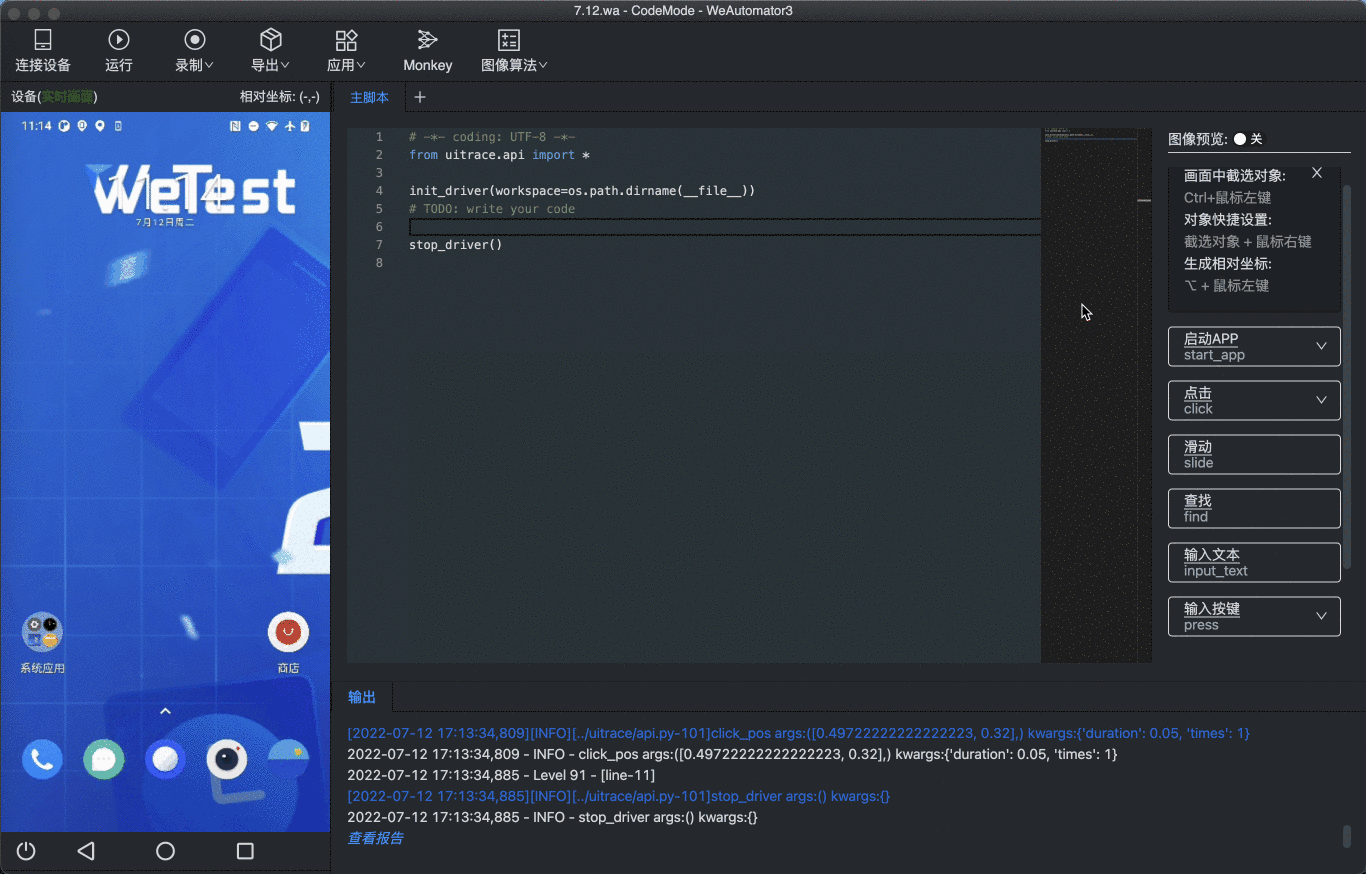 7.12.wa - CodeMode - WeAutomator3
连接设备 运行 录制 导出 应用 Monkey 图像算法
设备(实时画面) 相对坐标: (-,-)
主脚本 +
11:14
WeTest
11:14
7月12日周二
系统应用
商店
1 # -*- coding: UTF-8 -*-
2 from uitrace.api import *
3
4 init_driver(workspace=os.path.dirname(__file__))
5 # TODO: write your code
6
7 stop_driver()
8
图像预览: 关
画面中截选对象: X
Ctrl+鼠标左键
对象快捷设置:
截选对象 + 鼠标右键
生成相对坐标:
⌥ + 鼠标左键
启动APP
start_app
点击
click
滑动
slide
查找
find
输入文本
input_text
输入按键
press
输出
[2022-07-12 17:13:34,809][INFO][../uitrace/api.py-101]click_pos args:([0.49722222222222223, 0.32],) kwargs:{'duration': 0.05, 'times': 1}
2022-07-12 17:13:34,809 - INFO - click_pos args:([0.49722222222222223, 0.32],) kwargs:{'duration': 0.05, 'times': 1}
2022-07-12 17:13:34,885 - Level 91 - [line-11]
[2022-07-12 17:13:34,885][INFO][../uitrace/api.py-101]stop_driver args:() kwargs:{}
2022-07-12 17:13:34,885 - INFO - stop_driver args:() kwargs:{}
查看报告